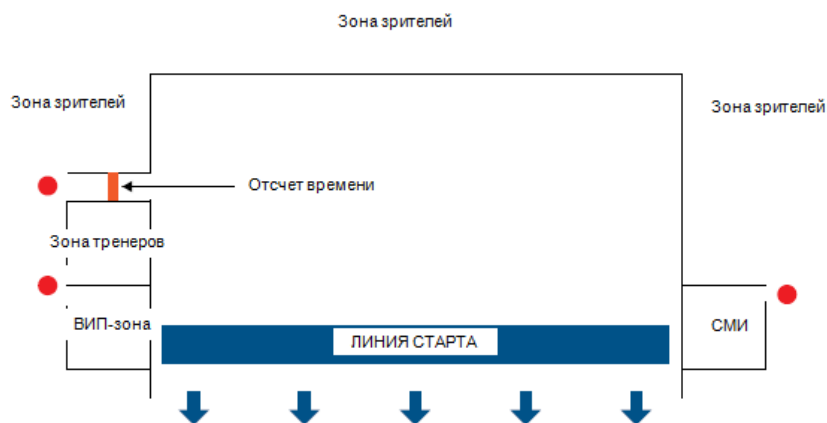 Зона зрителей
Зона зрителей
Зона зрителей
Отсчет времени
Зона тренеров
ВИП-зона
ЛИНИЯ СТАРТА
СМИ